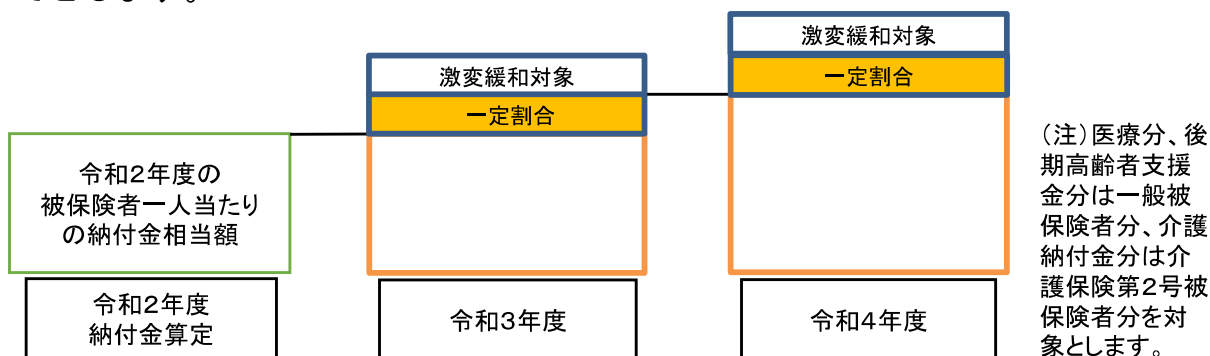 できます。
激変緩和対象
一定割合
激変緩和対象
一定割合
令和2年度の
被保険者一人当たり
の納付金相当額
令和2年度
納付金算定
令和3年度
令和4年度
(注)医療分、後
期高齢者支援
金分は一般被
保険者分、介護
納付金分は介
護保険第2号被
保険者分を対
象とします。